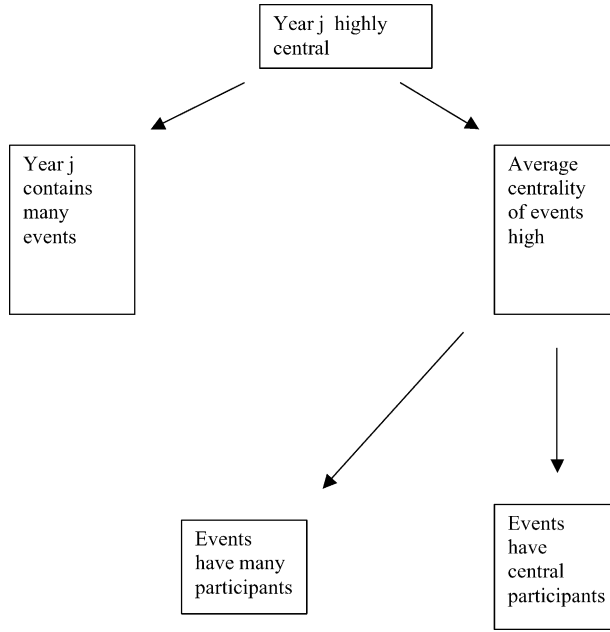 Year j highly
central
Year j
contains
many
events
Average
centrality
of events
high
Events
have many
participants
Events
have
central
participants